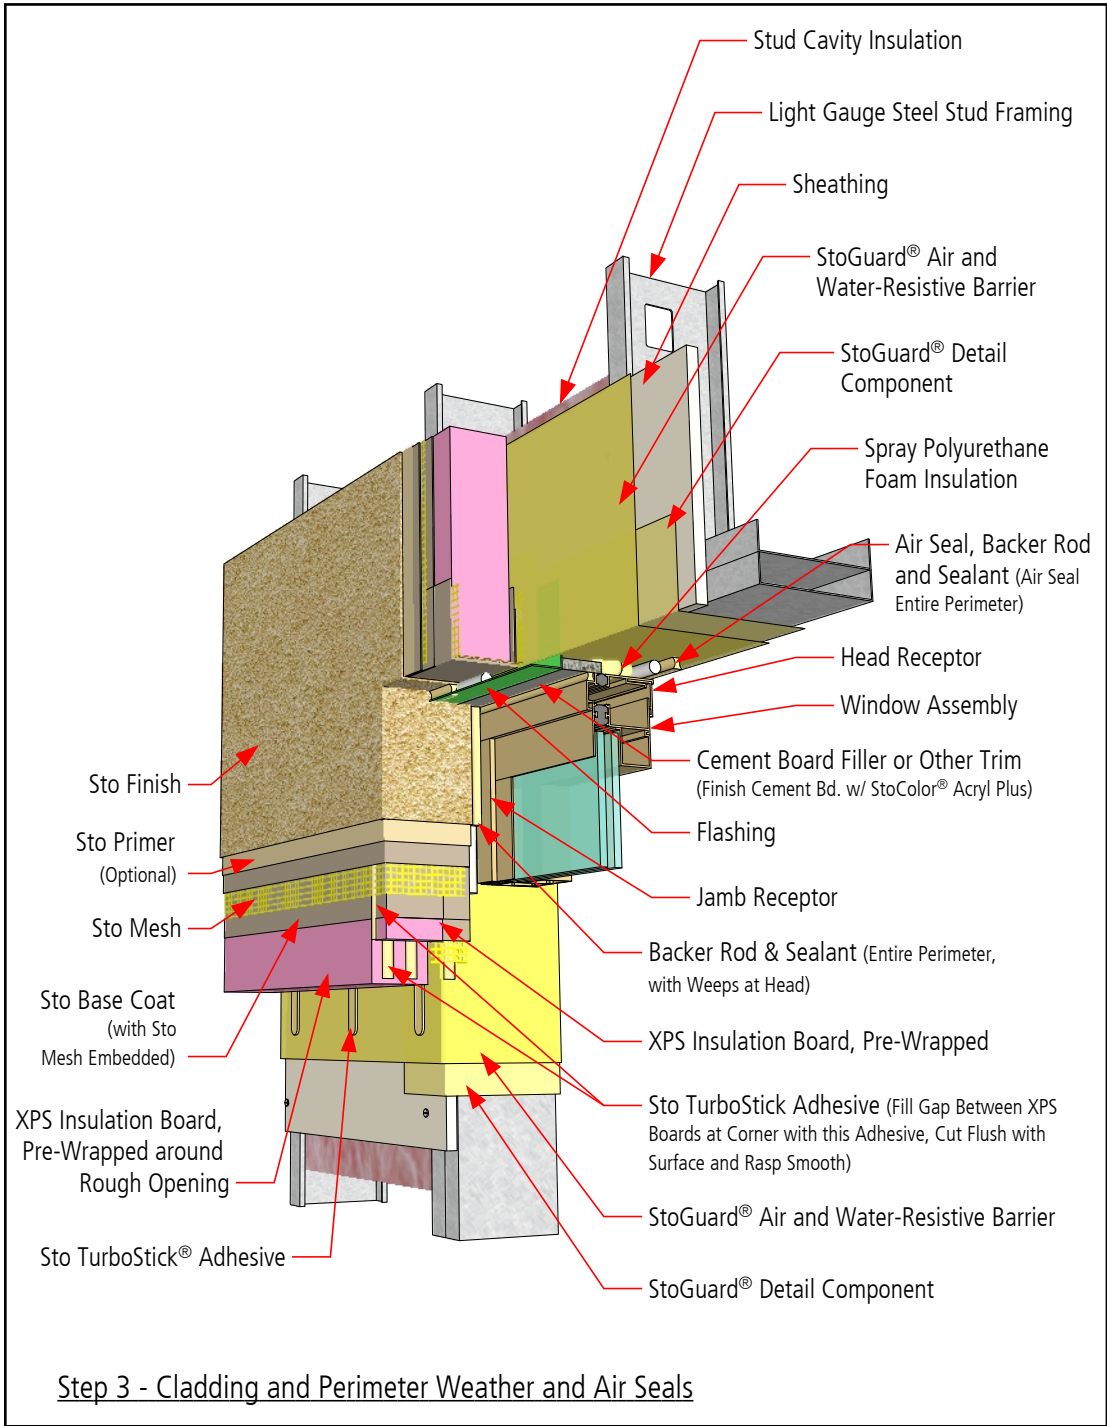 Stud Cavity Insulation
Light Gauge Steel Stud Framing
Sheathing
StoGuard® Air and
Water-Resistive Barrier
StoGuard® Detail
Component
Spray Polyurethane
Foam Insulation
Air Seal, Backer Rod
and Sealant (Air Seal
Entire Perimeter)
Head Receptor
Window Assembly
Cement Board Filler or Other Trim
(Finish Cement Bd. w/ StoColor® Acryl Plus)
Flashing
Jamb Receptor
Backer Rod & Sealant (Entire Perimeter,
with Weeps at Head)
XPS Insulation Board, Pre-Wrapped
Sto TurboStick Adhesive (Fill Gap Between XPS
Boards at Corner with this Adhesive, Cut Flush with
Surface and Rasp Smooth)
StoGuard® Air and Water-Resistive Barrier
StoGuard® Detail Component
Sto Finish
Sto Primer
(Optional)
Sto Mesh
Sto Base Coat
(with Sto
Mesh Embedded)
XPS Insulation Board,
Pre-Wrapped around
Rough Opening
Sto TurboStick® Adhesive
Step 3 - Cladding and Perimeter Weather and Air Seals